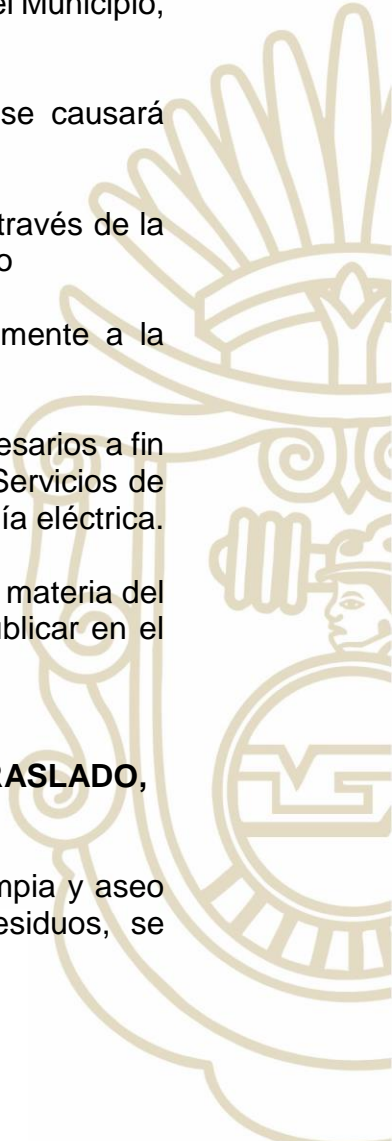 el Municipio,
se causará
través de la
o
mente a la
esarios a fin
Servicios de
ía eléctrica.
materia del
ublicar en el
RASLADO,
mpia y aseo
esiduos, se